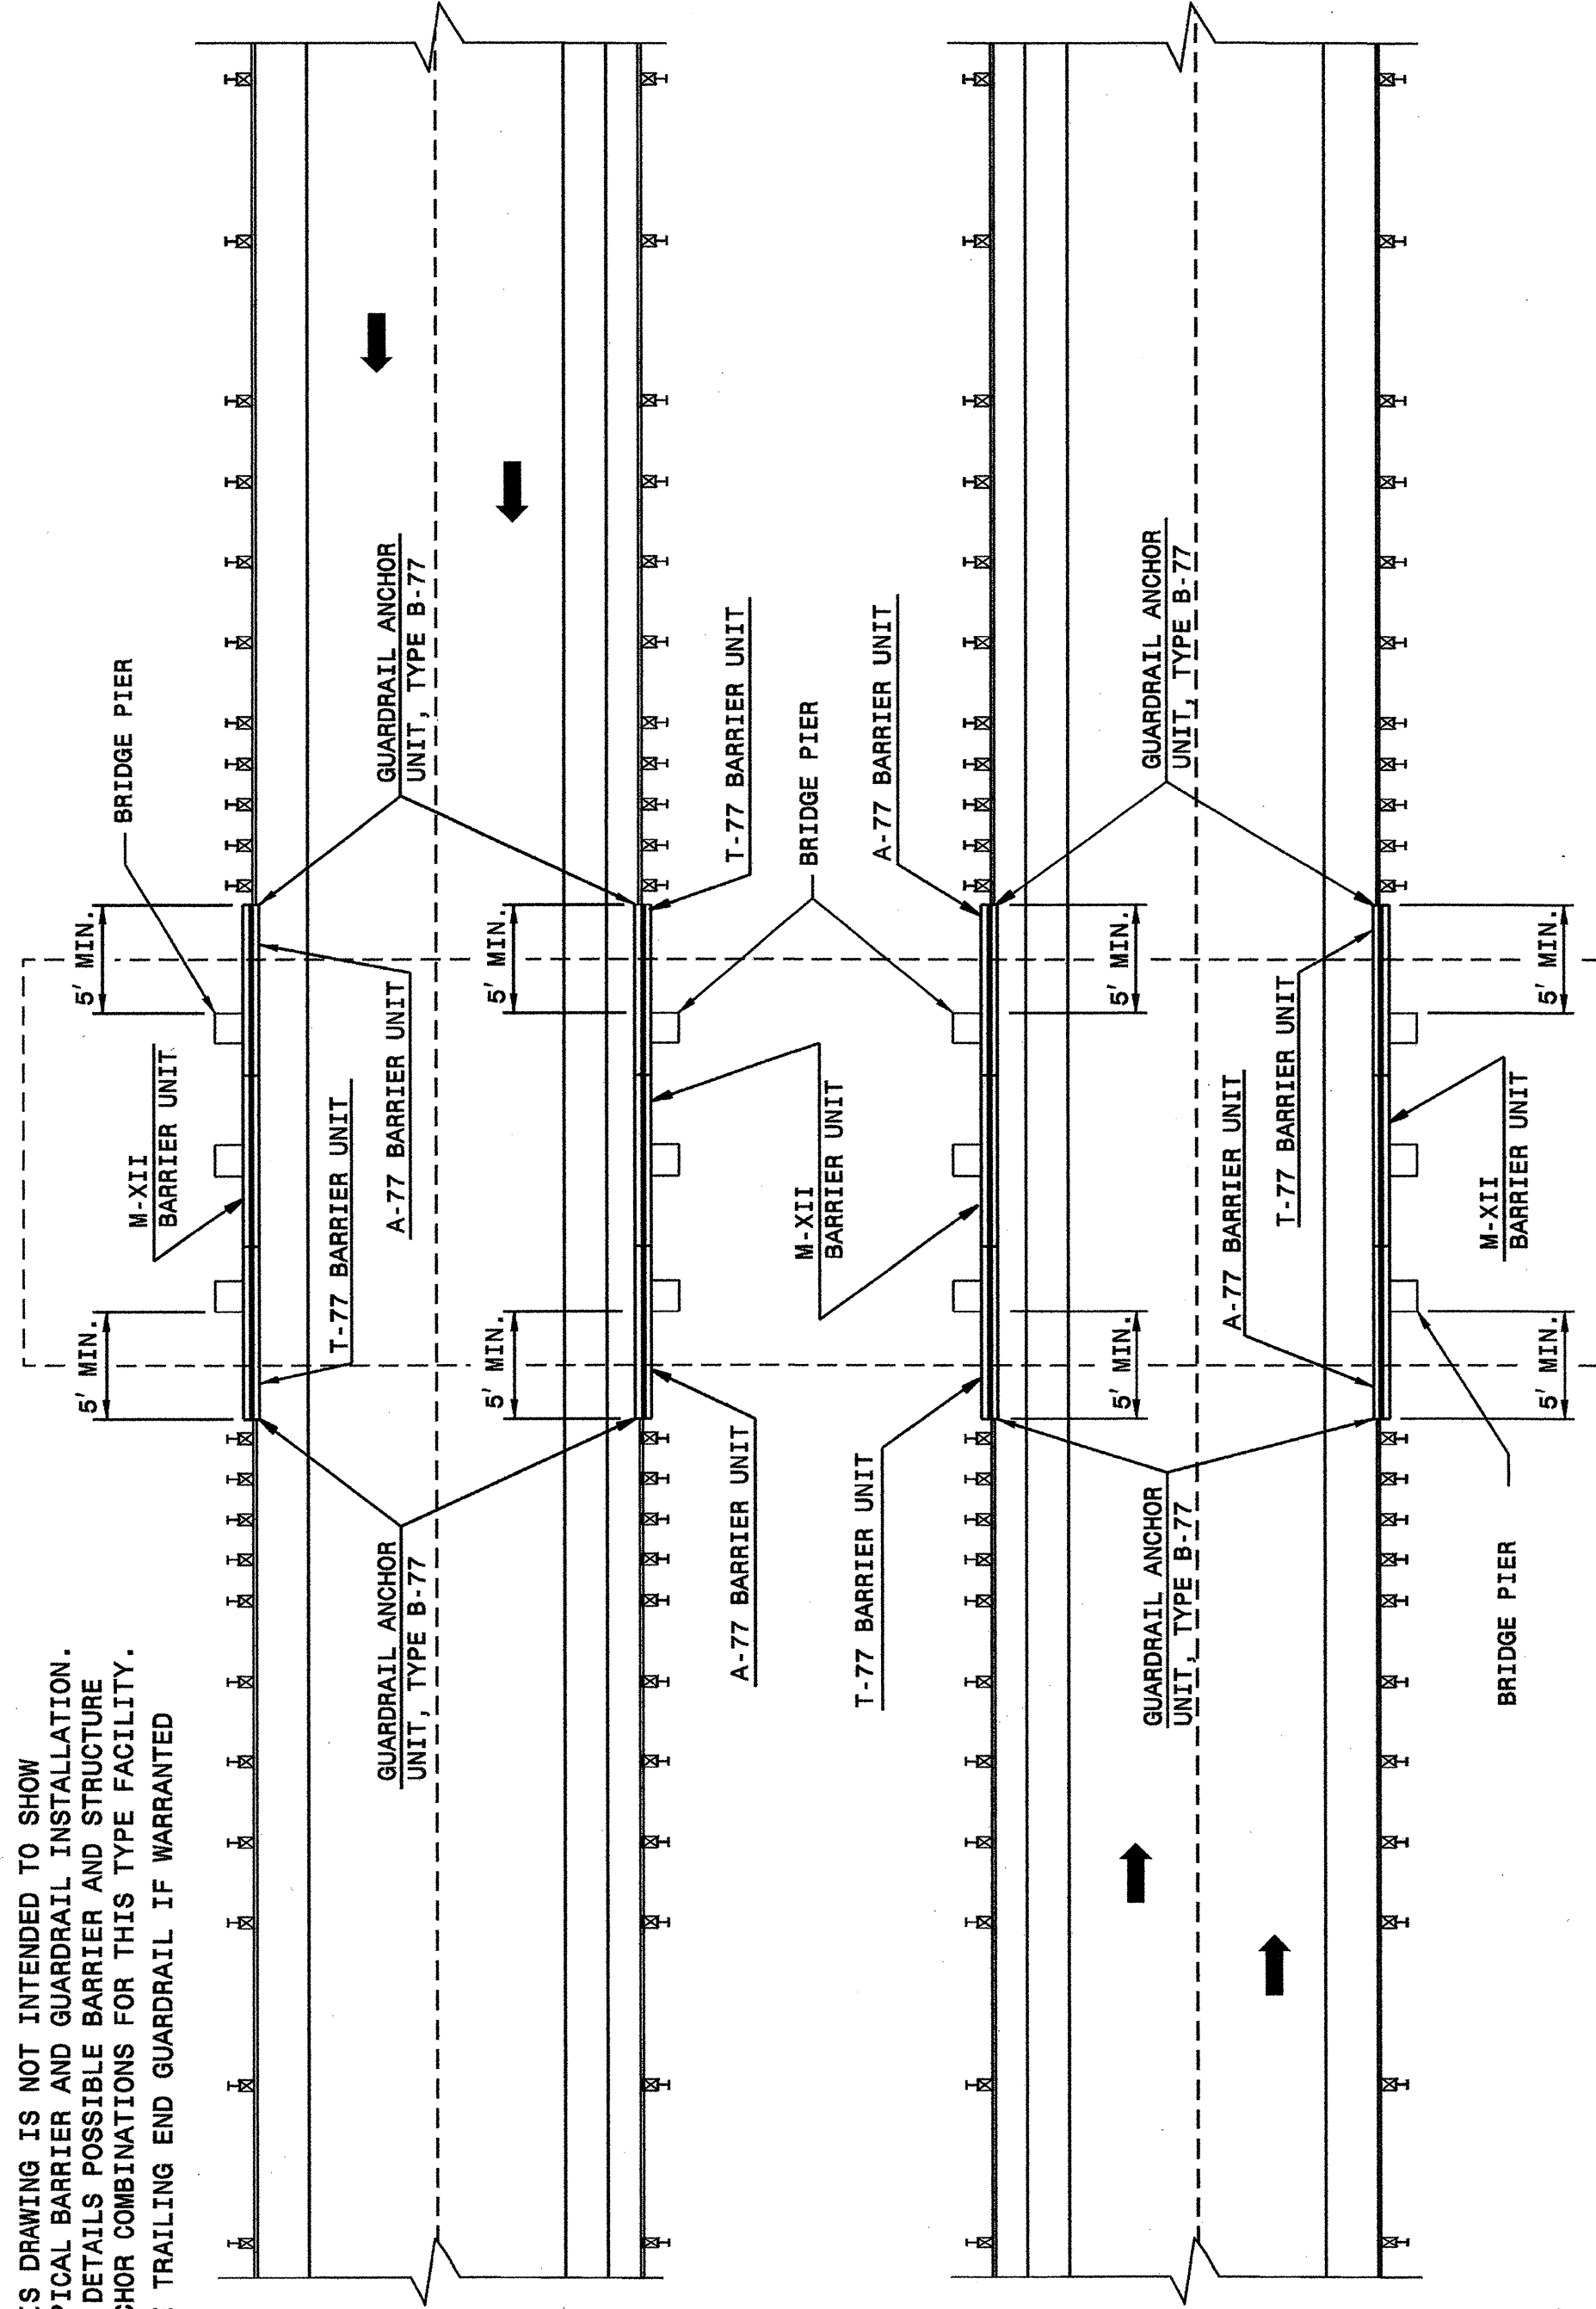 IS DRAWING IS NOT INTENDED TO SHOW
PICAL BARRIER AND GUARDRAIL INSTALLATION.
DETAILS POSSIBLE BARRIER AND STRUCTURE
CHOR COMBINATIONS FOR THIS TYPE FACILITY.
TRAILING END GUARDRAIL IF WARRANTED
5' MIN.
5' MIN.
BRIDGE PIER
M-XII
BARRIER UNIT
T-77 BARRIER UNIT
A-77 BARRIER UNIT
GUARDRAIL ANCHOR
UNIT, TYPE B-77
GUARDRAIL ANCHOR
UNIT, TYPE B-77
5' MIN.
5' MIN.
A-77 BARRIER UNIT
T-77 BARRIER UNIT
BRIDGE PIER
M-XII
BARRIER UNIT
T-77 BARRIER UNIT
A-77 BARRIER UNIT
5' MIN.
5' MIN.
GUARDRAIL ANCHOR
UNIT, TYPE B-77
GUARDRAIL ANCHOR
UNIT, TYPE B-77
A-77 BARRIER UNIT
T-77 BARRIER UNIT
BRIDGE PIER
M-XII
BARRIER UNIT
5' MIN.
5' MIN.